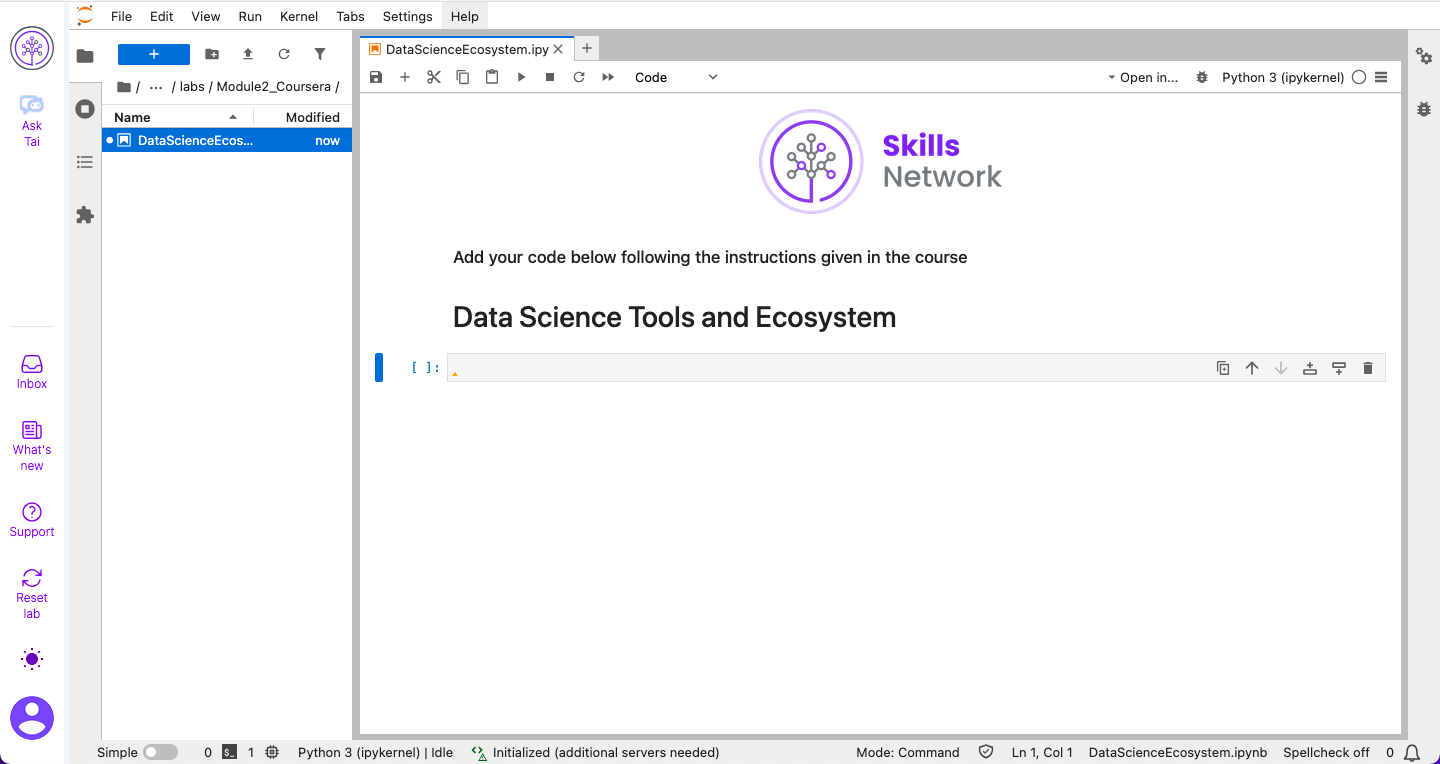 File Edit View Run Kernel Tabs Settings Help
Ask
Tai
Inbox
What's
new
Support
Reset
lab
+
/ ... / labs / Module2_Coursera /
Name Modified
DataScienceEcos... now
DataScienceEcosystem.ipy
Code
Open in...
Python 3 (ipykernel)
Skills
Network
Add your code below following the instructions given in the course
Data Science Tools and Ecosystem
[ ]:
Simple 0 $_ 1 Python 3 (ipykernel) | Idle Initialized (additional servers needed) Mode: Command Ln 1, Col 1 DataScienceEcosystem.ipynb Spellcheck off 0